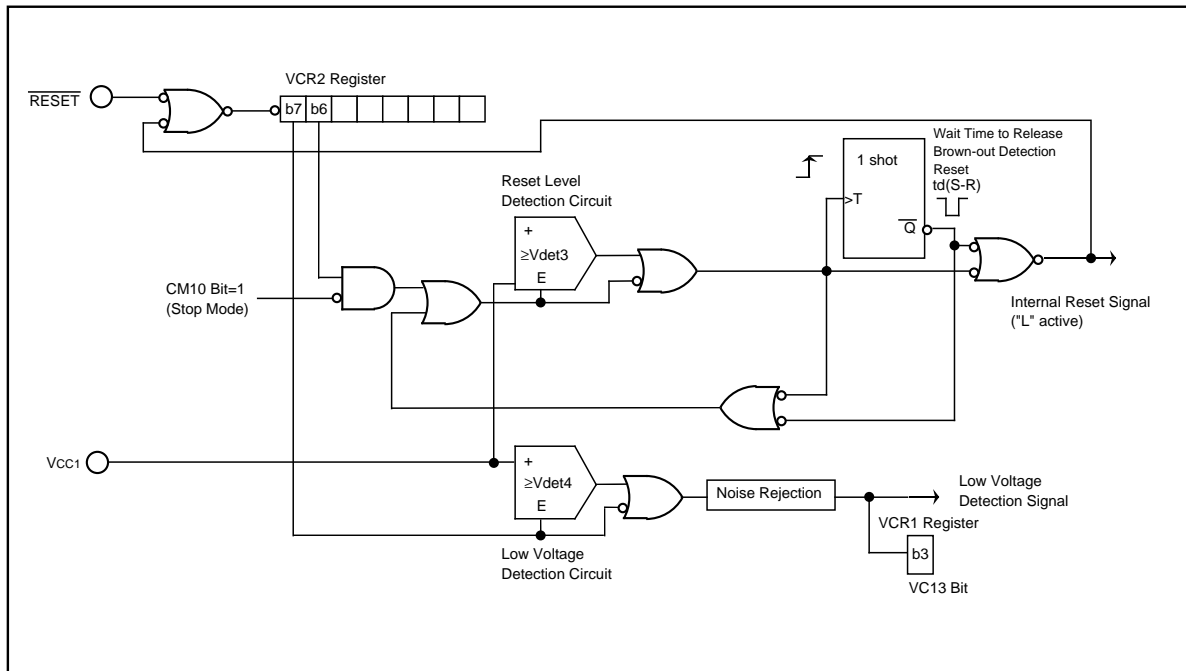 VCR2 Register
RESET
b7 b6
Wait Time to Release
Brown-out Detection
Reset
td(S-R)
1 shot
>T
Q
Reset Level
Detection Circuit
+
≥Vdet3
E
CM10 Bit=1
(Stop Mode)
Internal Reset Signal
("L" active)
VCC1
+
≥Vdet4
E
Low Voltage
Detection Circuit
Noise Rejection
Low Voltage
Detection Signal
VCR1 Register
b3
VC13 Bit